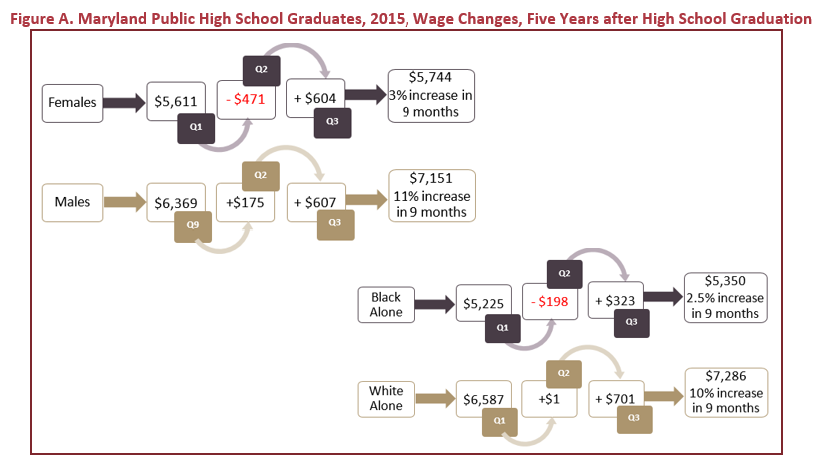 Figure A. Maryland Public High School Graduates, 2015, Wage Changes, Five Years after High School Graduation
Females
$5,611
Q1
- $471
Q2
+ $604
Q3
$5,744
3% increase in
9 months
Males
$6,369
Q9
+$175
Q2
+ $607
Q3
$7,151
11% increase
in 9 months
Black
Alone
$5,225
Q1
- $198
Q2
+ $323
Q3
$5,350
2.5% increase
in 9 months
White
Alone
$6,587
Q1
+$1
Q2
+ $701
Q3
$7,286
10% increase
in 9 months